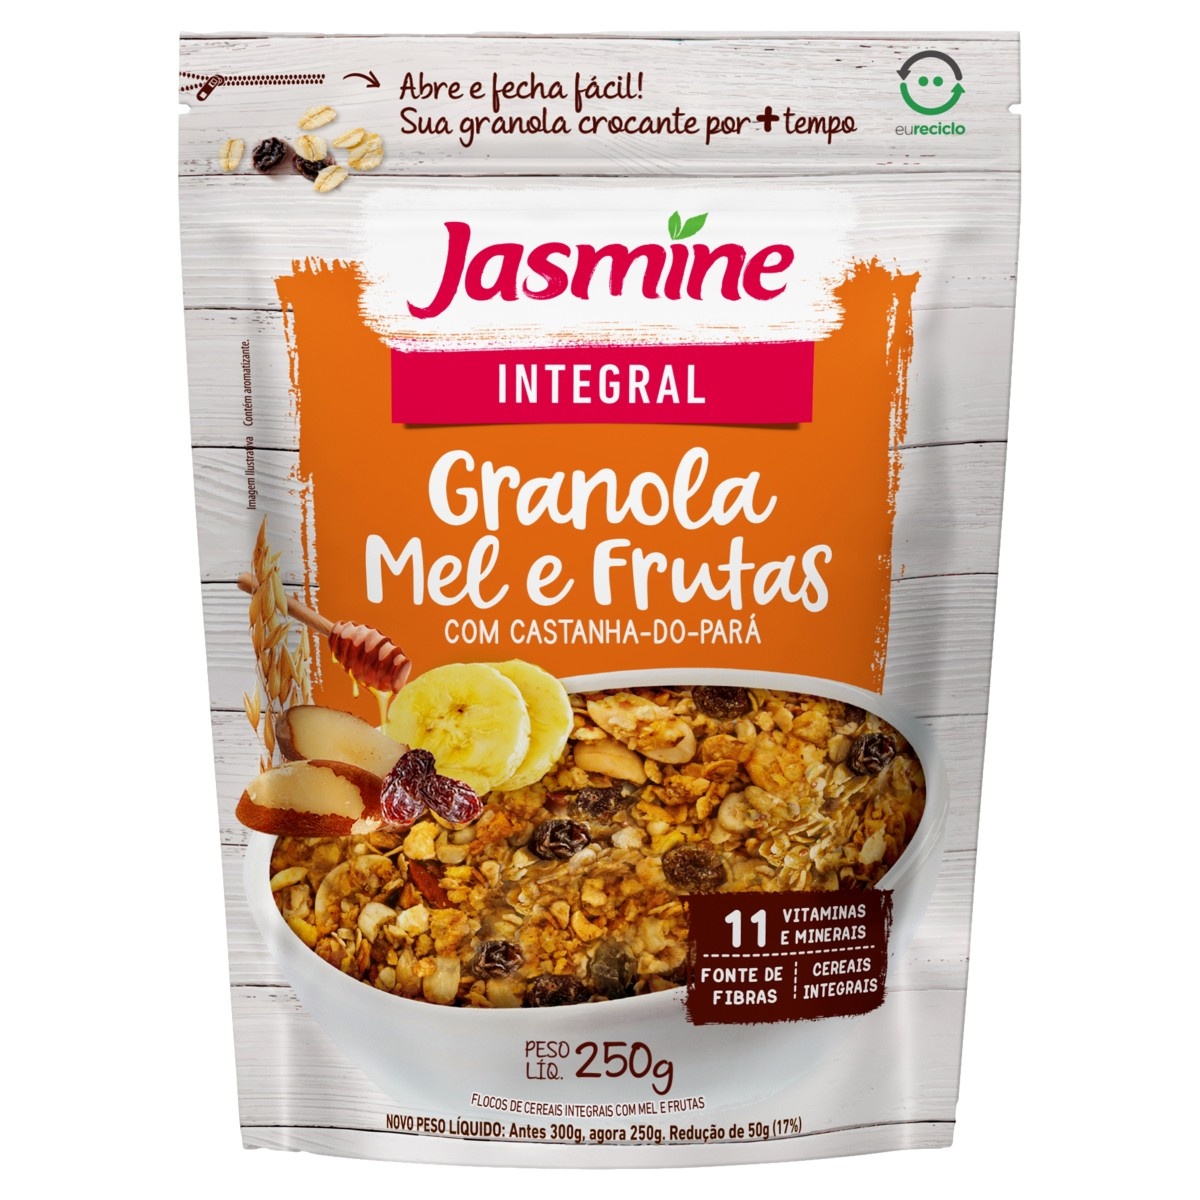 Abre e fecha fácil!
Sua granola crocante por + tempo
eureciclo
Jasmine
INTEGRAL
Imagem Ilustrativa Contém aromatizante.
Granola
Mel e Frutas
COM CASTANHA-DO-PARÁ
11 VITAMINAS
E MINERAIS
FONTE DE
FIBRAS
CEREAIS
INTEGRAIS
PESO
LÍQ. 250g
FLOCOS DE CEREAIS INTEGRAIS COM MEL E FRUTAS
NOVO PESO LÍQUIDO: Antes 300g, agora 250g. Redução de 50g (17%)